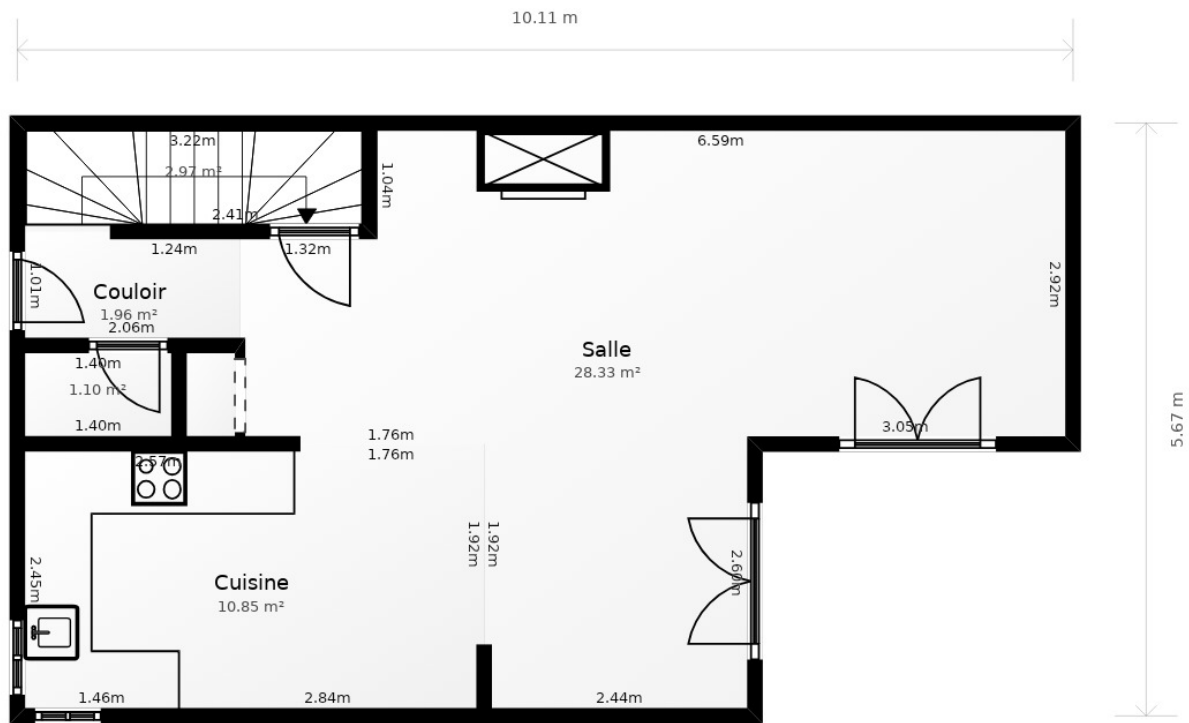 10.11 m
3.22m
2.97 m²
6.59m
1.04m
2.41m
1.24m
1.32m
1.01m
Couloir
1.96 m²
2.06m
2.92m
Salle
28.33 m²
1.40m
1.10 m²
1.40m
5.67 m
3.05m
1.76m
1.76m
2.57m
1.92m
1.92m
2.45m
2.60m
Cuisine
10.85 m²
1.46m
2.84m
2.44m